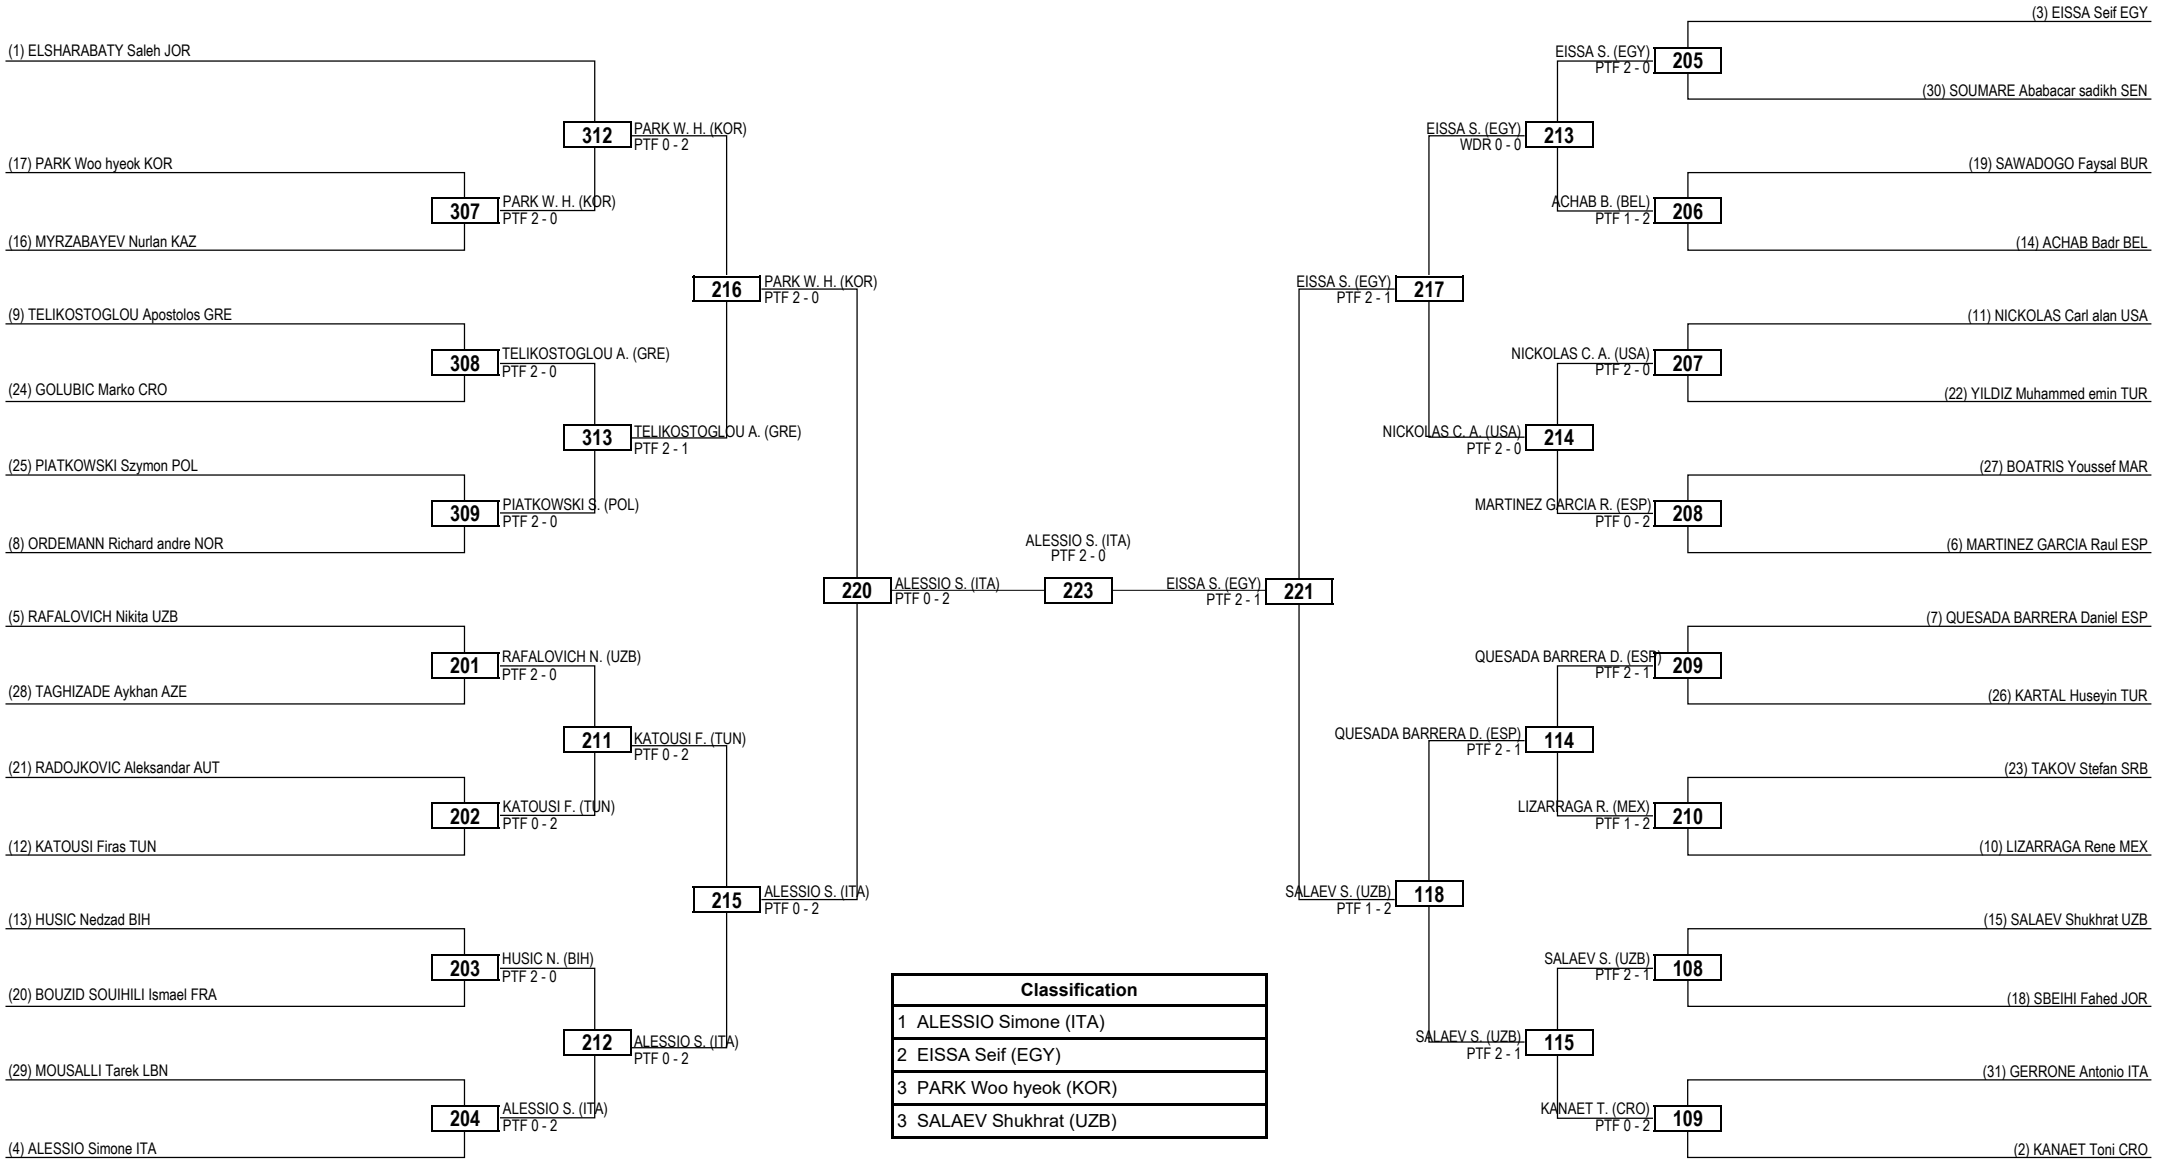 (1) ELSHARABATY Saleh JOR
312
PARK W. H. (KOR)
PTF 0 - 2
(17) PARK Woo hyeok KOR
307
PARK W. H. (KOR)
PTF 2 - 0
(16) MYRZABAYEV Nurlan KAZ
216
PARK W. H. (KOR)
PTF 2 - 0
(9) TELIKOSTOGLOU Apostolos GRE
308
TELIKOSTOGLOU A. (GRE)
PTF 2 - 0
(24) GOLUBIC Marko CRO
313
TELIKOSTOGLOU A. (GRE)
PTF 2 - 1
(25) PIATKOWSKI Szymon POL
309
PIATKOWSKI S. (POL)
PTF 2 - 0
(8) ORDEMANN Richard andre NOR
220
ALESSIO S. (ITA)
PTF 0 - 2
(5) RAFALOVICH Nikita UZB
201
RAFALOVICH N. (UZB)
PTF 2 - 0
(28) TAGHIZADE Aykhan AZE
211
KATOUSI F. (TUN)
PTF 0 - 2
(21) RADOJKOVIC Aleksandar AUT
202
KATOUSI F. (TUN)
PTF 0 - 2
(12) KATOUSI Firas TUN
215
ALESSIO S. (ITA)
PTF 0 - 2
(13) HUSIC Nedzad BIH
203
HUSIC N. (BIH)
PTF 2 - 0
(20) BOUZID SOUIHILI Ismael FRA
212
ALESSIO S. (ITA)
PTF 0 - 2
(29) MOUSALLI Tarek LBN
204
ALESSIO S. (ITA)
PTF 0 - 2
(4) ALESSIO Simone ITA
ALESSIO S. (ITA)
PTF 2 - 0
223
(3) EISSA Seif EGY
EISSA S. (EGY)
PTF 2 - 0
205
(30) SOUMARE Ababacar sadikh SEN
EISSA S. (EGY)
WDR 0 - 0
213
(19) SAWADOGO Faysal BUR
ACHAB B. (BEL)
PTF 1 - 2
206
(14) ACHAB Badr BEL
EISSA S. (EGY)
PTF 2 - 1
217
(11) NICKOLAS Carl alan USA
NICKOLAS C. A. (USA)
PTF 2 - 0
207
(22) YILDIZ Muhammed emin TUR
NICKOLAS C. A. (USA)
PTF 2 - 0
214
(27) BOATRIS Youssef MAR
MARTINEZ GARCIA R. (ESP)
PTF 0 - 2
208
(6) MARTINEZ GARCIA Raul ESP
EISSA S. (EGY)
PTF 2 - 1
221
(7) QUESADA BARRERA Daniel ESP
QUESADA BARRERA D. (ESP)
PTF 2 - 1
209
(26) KARTAL Huseyin TUR
QUESADA BARRERA D. (ESP)
PTF 2 - 1
114
(23) TAKOV Stefan SRB
LIZARRAGA R. (MEX)
PTF 1 - 2
210
(10) LIZARRAGA Rene MEX
SALAEV S. (UZB)
PTF 1 - 2
118
(15) SALAEV Shukhrat UZB
SALAEV S. (UZB)
PTF 2 - 1
108
(18) SBEIHI Fahed JOR
SALAEV S. (UZB)
PTF 2 - 1
115
(31) GERRONE Antonio ITA
KANAET T. (CRO)
PTF 0 - 2
109
(2) KANAET Toni CRO
Classification
1 ALESSIO Simone (ITA)
2 EISSA Seif (EGY)
3 PARK Woo hyeok (KOR)
3 SALAEV Shukhrat (UZB)